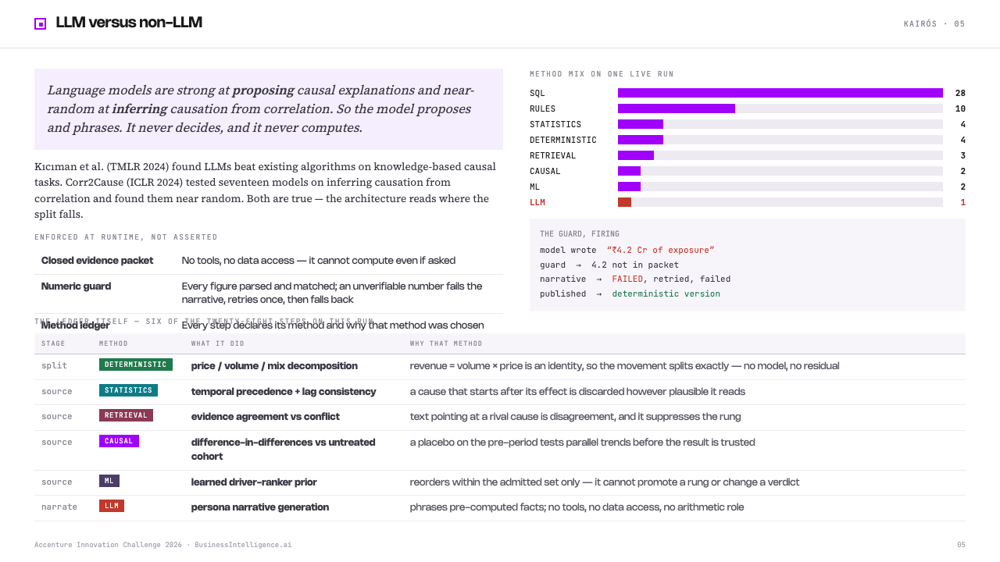 LLM versus non-LLM
KAIRÓS · 05
Language models are strong at proposing causal explanations and near-
random at inferring causation from correlation. So the model proposes
and phrases. It never decides, and it never computes.
Kıcıman et al. (TMLR 2024) found LLMs beat existing algorithms on knowledge-based causal
tasks. Corr2Cause (ICLR 2024) tested seventeen models on inferring causation from
correlation and found them near random. Both are true — the architecture reads where the
split falls.
ENFORCED AT RUNTIME, NOT ASSERTED
Closed evidence packet No tools, no data access — it cannot compute even if asked
Numeric guard Every figure parsed and matched; an unverifiable number fails the
narrative, retries once, then falls back
Method ledger Every step declares its method and why that method was chosen
METHOD MIX ON ONE LIVE RUN
SQL 28
RULES 10
STATISTICS 4
DETERMINISTIC 4
RETRIEVAL 3
CAUSAL 2
ML 2
LLM 1
THE GUARD, FIRING
model wrote “₹4.2 Cr of exposure”
guard → 4.2 not in packet
narrative → FAILED, retried, failed
published → deterministic version
THE LEDGER ITSELF — SIX OF THE TWENTY-EIGHT STEPS ON THIS RUN
STAGE METHOD WHAT IT DID WHY THAT METHOD
split DETERMINISTIC price / volume / mix decomposition revenue = volume × price is an identity, so the movement splits exactly — no model, no residual
source STATISTICS temporal precedence + lag consistency a cause that starts after its effect is discarded however plausible it reads
source RETRIEVAL evidence agreement vs conflict text pointing at a rival cause is disagreement, and it suppresses the rung
source CAUSAL difference-in-differences vs untreated a placebo on the pre-period tests parallel trends before the result is trusted
cohort
source ML learned driver-ranker prior reorders within the admitted set only — it cannot promote a rung or change a verdict
narrate LLM persona narrative generation phrases pre-computed facts; no tools, no data access, no arithmetic role
Accenture Innovation Challenge 2026 · BusinessIntelligence.ai
05